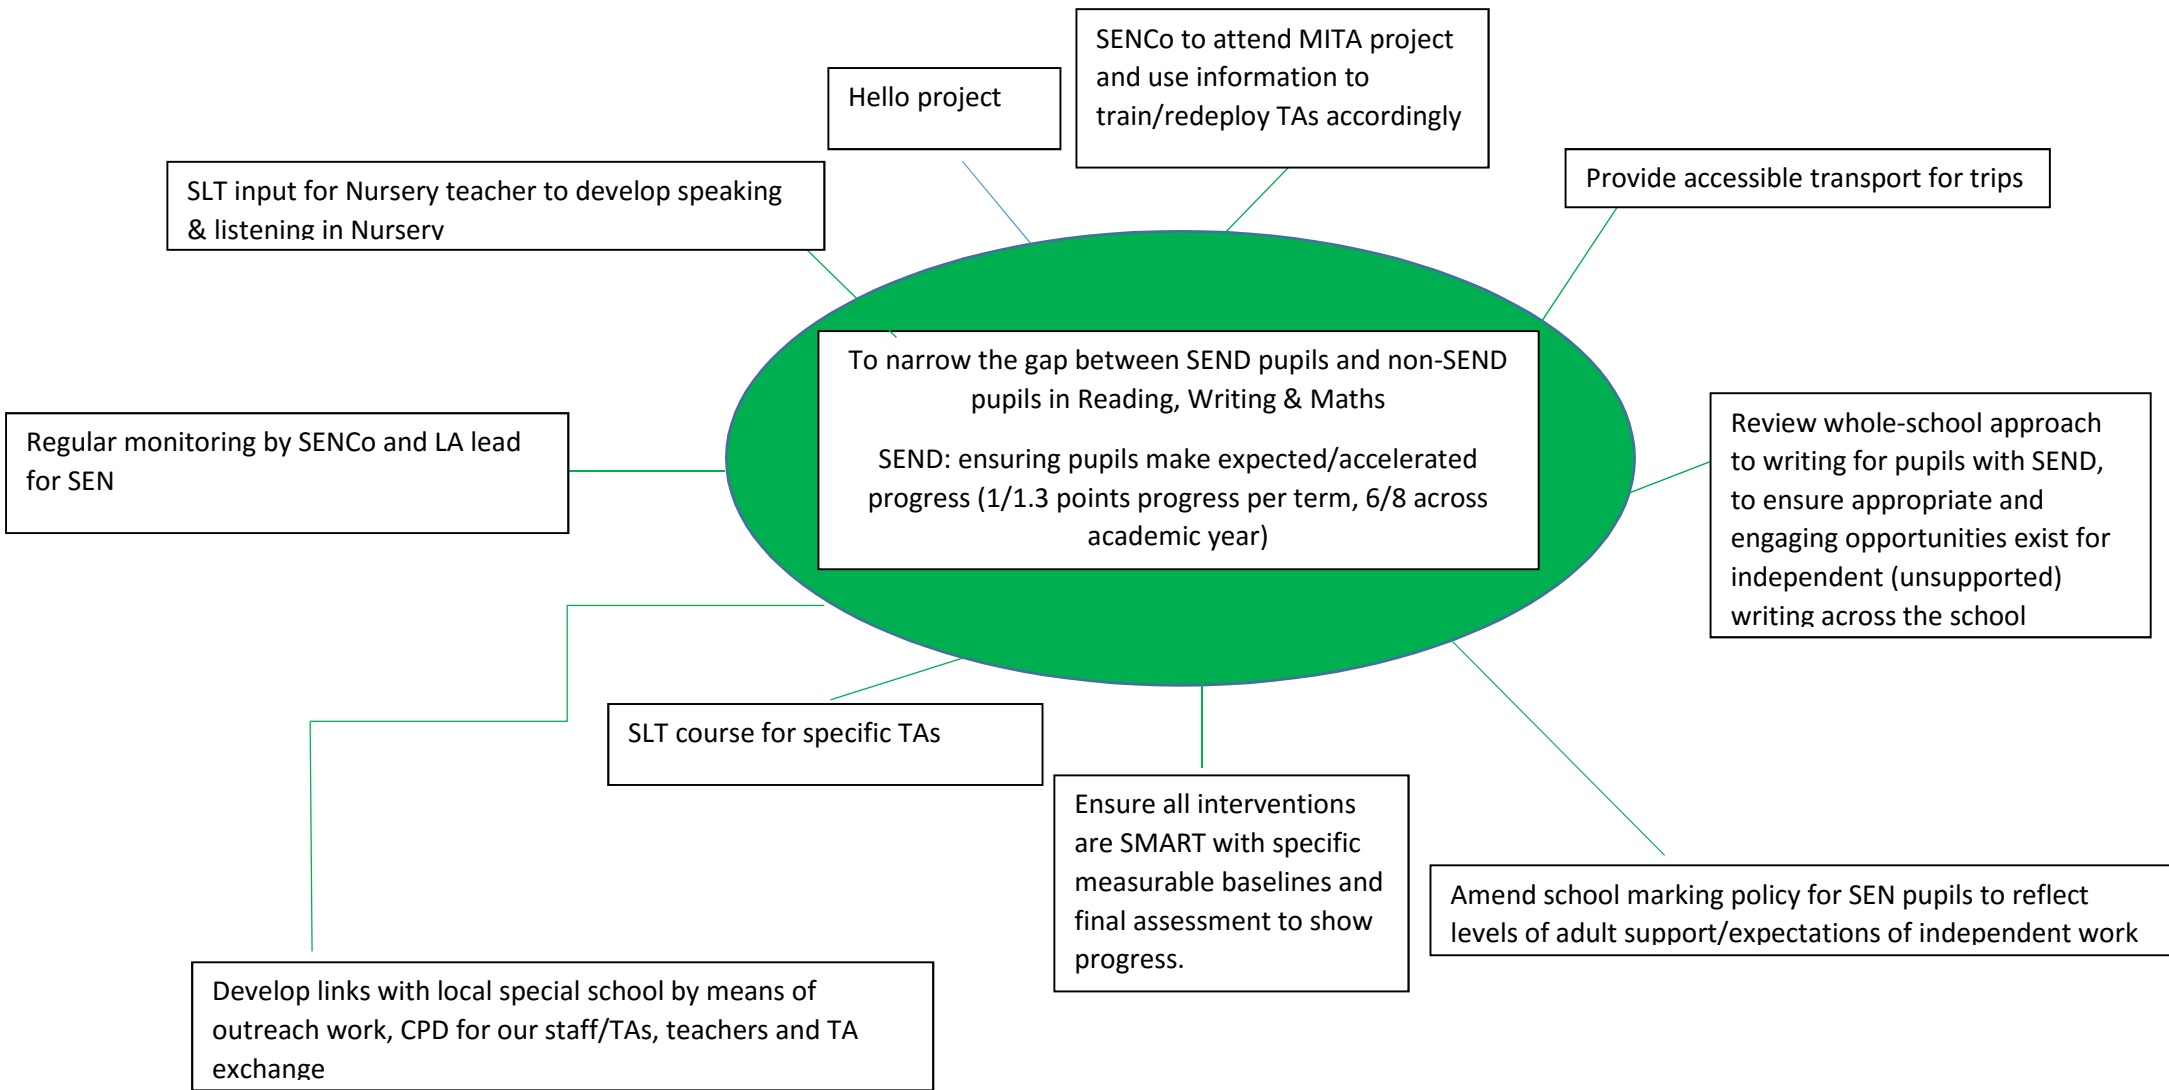 SENCo to attend MITA project
and use information to
train/redeploy TAs accordingly
Hello project
Provide accessible transport for trips
SLT input for Nursery teacher to develop speaking
& listening in Nursery
To narrow the gap between SEND pupils and non-SEND
pupils in Reading, Writing & Maths
SEND: ensuring pupils make expected/accelerated
progress (1/1.3 points progress per term, 6/8 across
academic year)
Regular monitoring by SENCo and LA lead
for SEN
Review whole-school approach
to writing for pupils with SEND,
to ensure appropriate and
engaging opportunities exist for
independent (unsupported)
writing across the school
SLT course for specific TAs
Ensure all interventions
are SMART with specific
measurable baselines and
final assessment to show
progress.
Amend school marking policy for SEN pupils to reflect
levels of adult support/expectations of independent work
Develop links with local special school by means of
outreach work, CPD for our staff/TAs, teachers and TA
exchange